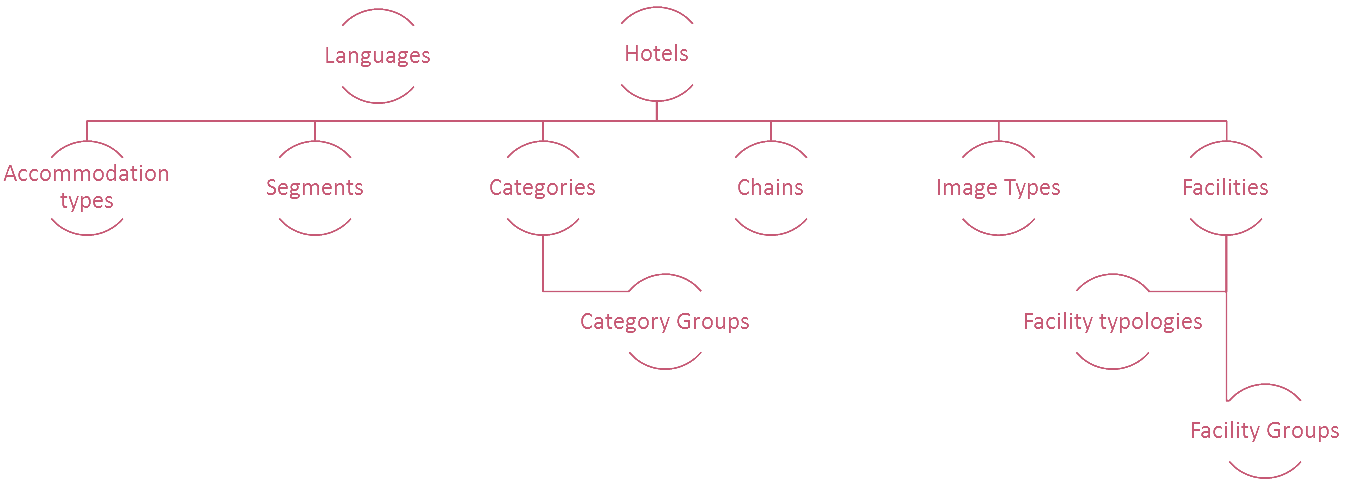 Languages
Hotels
Accommodation
types
Segments
Categories
Chains
Image Types
Facilities
Category Groups
Facility typologies
Facility Groups